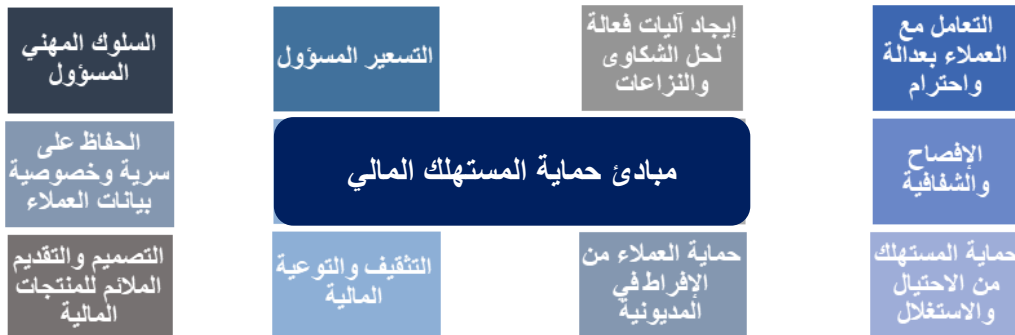 التعامل مع
العملاء بعدالة
واحترام
إيجاد آليات فعالة
لحل الشكاوى
والنزاعات
التسعير المسؤول
السلوك المهني
المسؤول
الإفصاح
والشفافية
مبادئ حماية المستهلك المالي
الحفاظ على
سرية وخصوصية
بيانات العملاء
حماية المستهلك
من الاحتيال
والاستغلال
حماية العملاء من
الإفراط في
المديونية
التثقيف والتوعية
المالية
التصميم والتقديم
الملائم للمنتجات
المالية